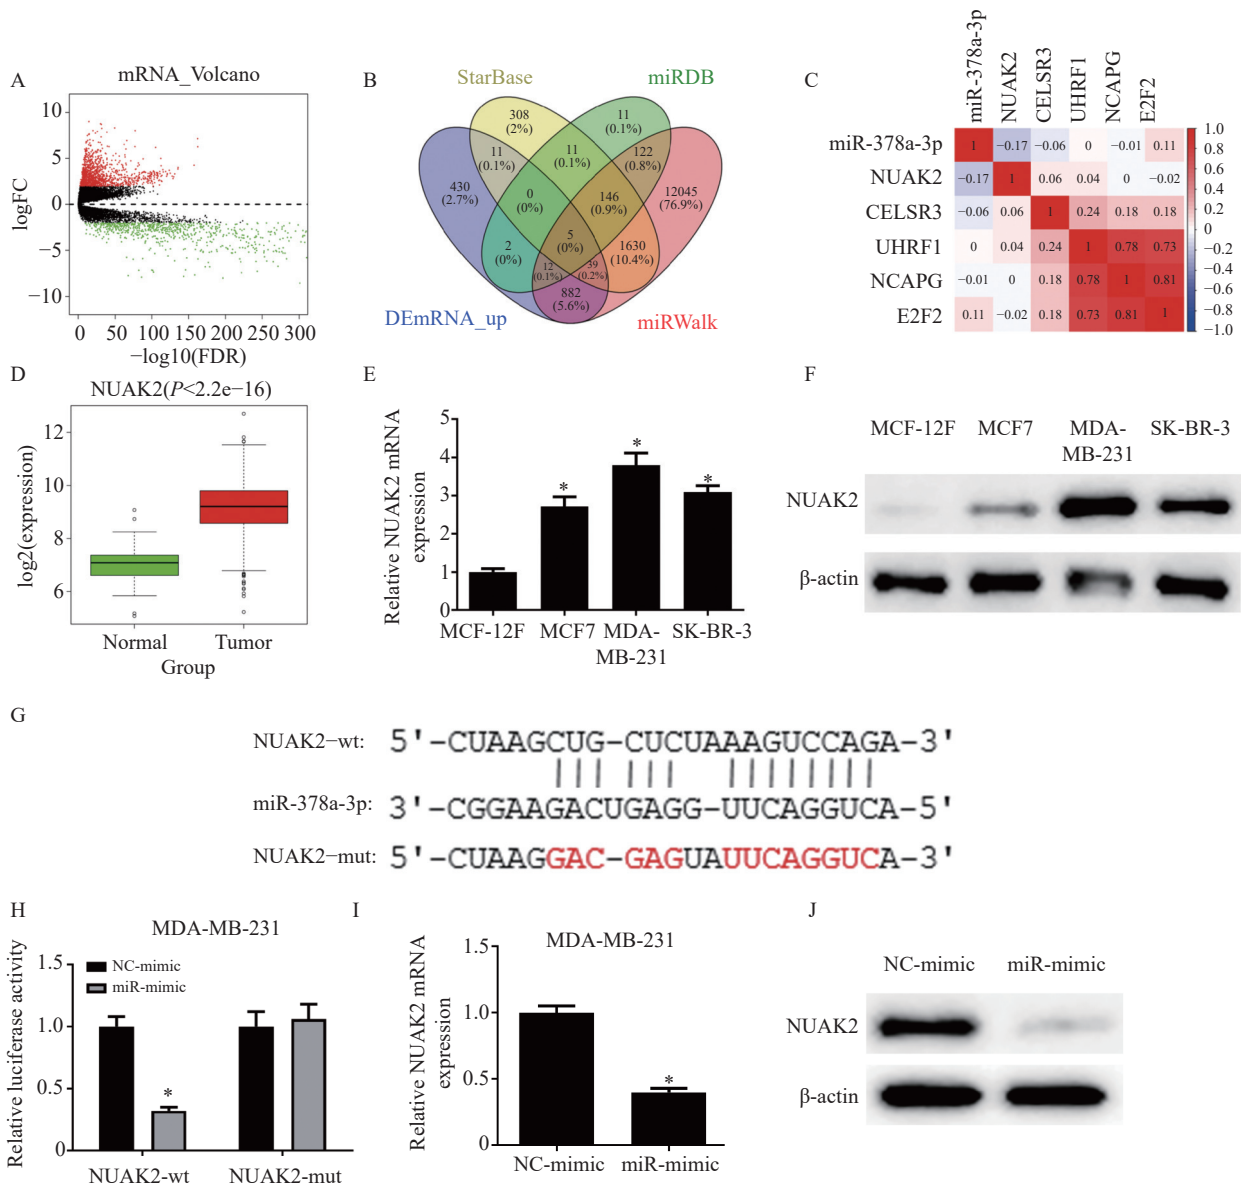 A
mRNA_Volcano
logFC
10
5
0
−5
−10
0 50 100 150 200 250 300
−log10(FDR)
B
StarBase
miRDB
DEmRNA_up
miRWalk
308
(2%)
11
(0.1%)
11
(0.1%)
11
(0.1%)
122
(0.8%)
430
(2.7%)
0
(0%)
146
(0.9%)
12045
(76.9%)
5
(0%)
2
(0%)
1630
(10.4%)
12
(0.1%)
39
(0.2%)
882
(5.6%)
C
miR-378a-3p
NUAK2
CELSR3
UHRF1
NCAPG
E2F2
miR-378a-3p 1 −0.17 −0.06 0 −0.01 0.11
NUAK2 −0.17 1 0.06 0.04 0 −0.02
CELSR3 −0.06 0.06 1 0.24 0.18 0.18
UHRF1 0 0.04 0.24 1 0.78 0.73
NCAPG −0.01 0 0.18 0.78 1 0.81
E2F2 0.11 −0.02 0.18 0.73 0.81 1
1.0
0.8
0.6
0.4
0.2
0
−0.2
−0.4
−0.6
−0.8
−1.0
D
NUAK2(P<2.2e−16)
log2(expression)
12
10
8
6
Normal Tumor
Group
E
Relative NUAK2 mRNA
expression
5
4
3
2
1
0
* * *
MCF-12F MCF7 MDA-
MB-231
SK-BR-3
F
MCF-12F MCF7 MDA-
MB-231
SK-BR-3
NUAK2
β-actin
G
NUAK2−wt: 5'-CUAAGCUG-CUCUAAAGUCCAGA-3'
miR-378a-3p: 3'-CGGAAGACUGAGG-UUCAGGUCA-5'
NUAK2−mut: 5'-CUAAGGAC-GAGUAUUCAGGUCA-3'
H
MDA-MB-231
Relative luciferase activity
1.5
1.0
0.5
0
NC-mimic
miR-mimic
*
NUAK2-wt NUAK2-mut
I
MDA-MB-231
Relative NUAK2 mRNA
expression
1.5
1.0
0.5
0
*
NC-mimic miR-mimic
J
NC-mimic miR-mimic
NUAK2
β-actin